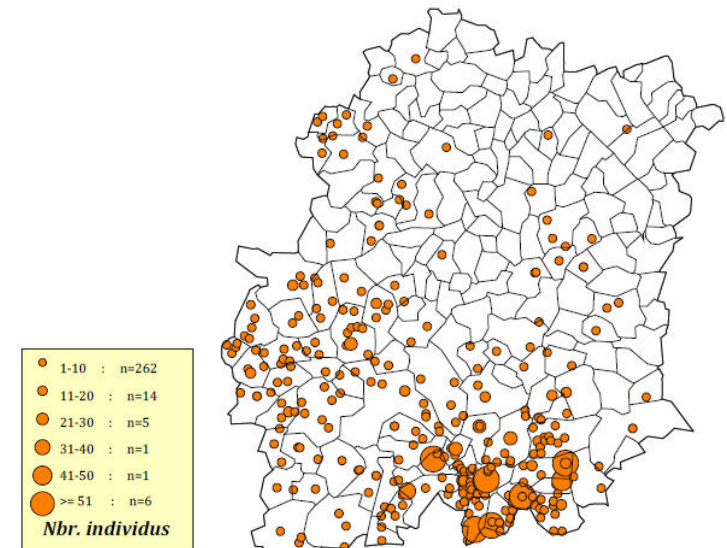 1-10 : n=262
11-20 : n=14
21-30 : n=5
31-40 : n=1
41-50 : n=1
>= 51 : n=6
Nbr. individus